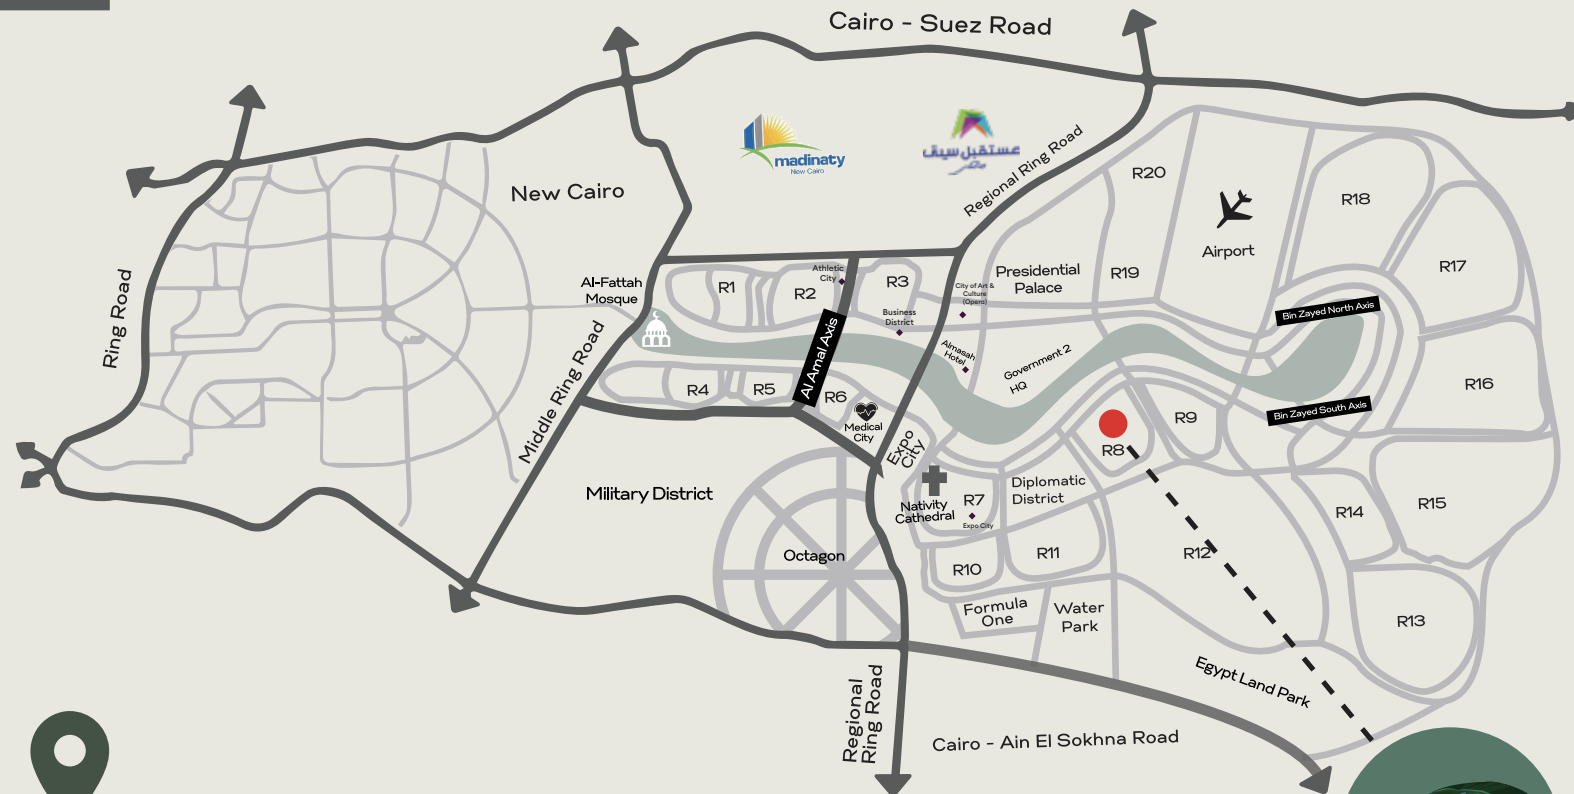 Cairo - Suez Road
madinaty
New Cairo
مستقبل سيتى
مصر
Regional Ring Road
New Cairo
R20
R18
Airport
R17
Al-Fattah
Mosque
Athletic
City
R1
R2
R3
Presidential
Palace
R19
City of Art &
Culture
(Opera)
Business
District
Bin Zayed North Axis
Ring Road
Middle Ring Road
Al Amal Axis
Almasah
Hotel
Government 2
HQ
R4
R5
R6
R16
Bin Zayed South Axis
R9
Medical
City
Expo
City
R8
Military District
Nativity
Cathedral
R7
Expo City
Diplomatic
District
R14
R15
Octagon
R10
R11
R12
Formula
One
Water
Park
R13
Egypt Land Park
Regional
Ring Road
Cairo - Ain El Sokhna Road